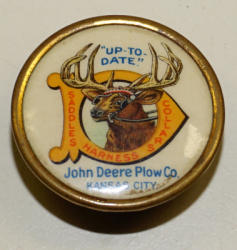 "UP-TO-
DATE"
SADDLES HARNESS & COLLARS
John Deere Plow Co.
KANSAS CITY